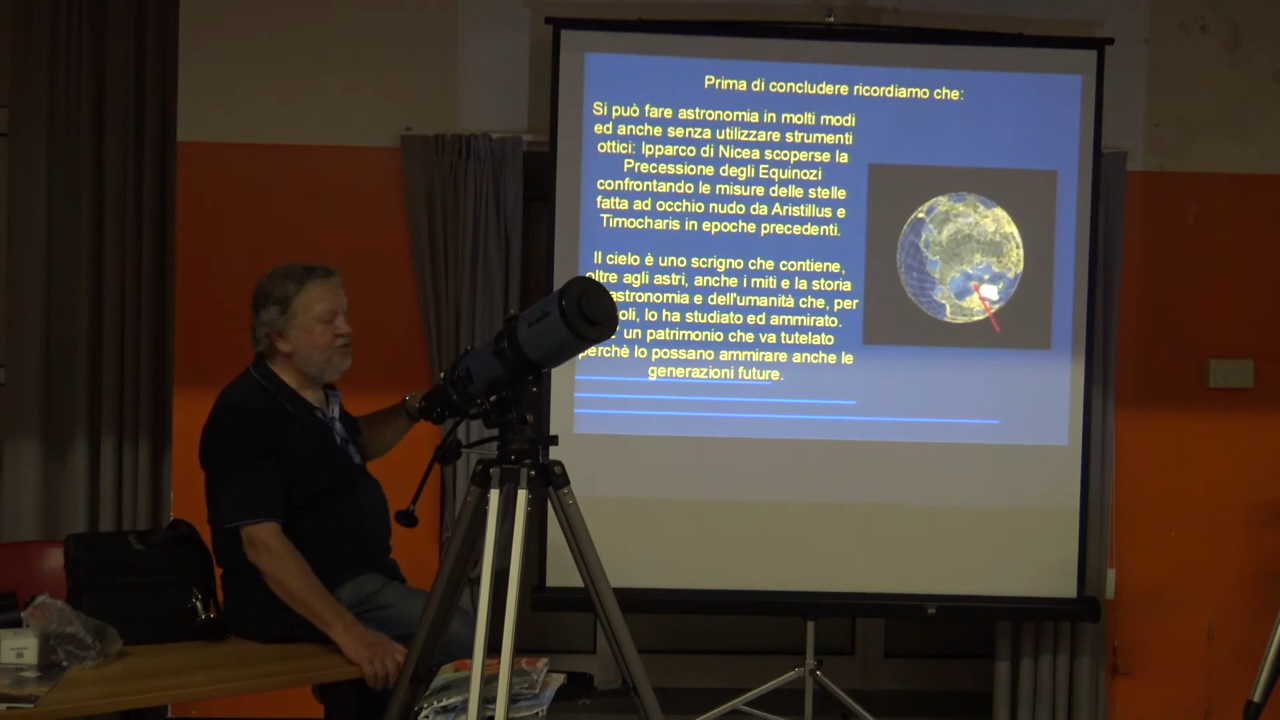 Prima di concludere ricordiamo che:
Si può fare astronomia in molti modi
ed anche senza utilizzare strumenti
ottici: Ipparco di Nicea scoperse la
Precessione degli Equinozi
confrontando le misure delle stelle
fatta ad occhio nudo da Aristillus e
Timocharis in epoche precedenti.
Il cielo è uno scrigno che contiene,
oltre agli astri, anche i miti e la storia
astronomia e dell'umanità che, per
lo ha studiato ed ammirato.
un patrimonio che va tutelato
perchè lo possano ammirare anche le
generazioni future.